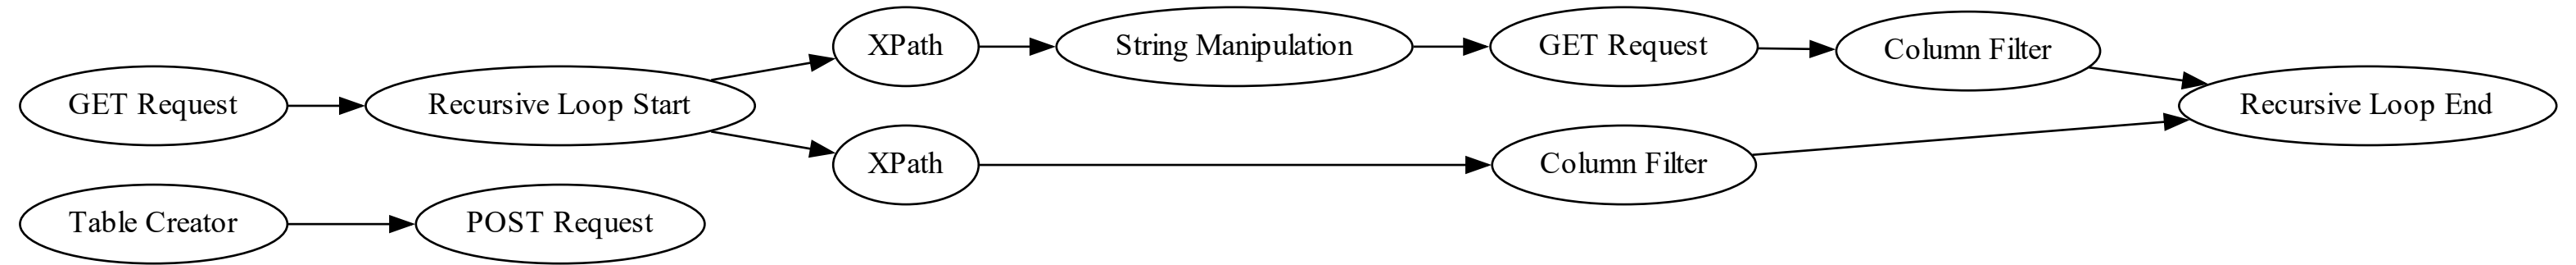 GET Request
Recursive Loop Start
XPath
String Manipulation
GET Request
Column Filter
Recursive Loop End
XPath
Column Filter
Table Creator
POST Request